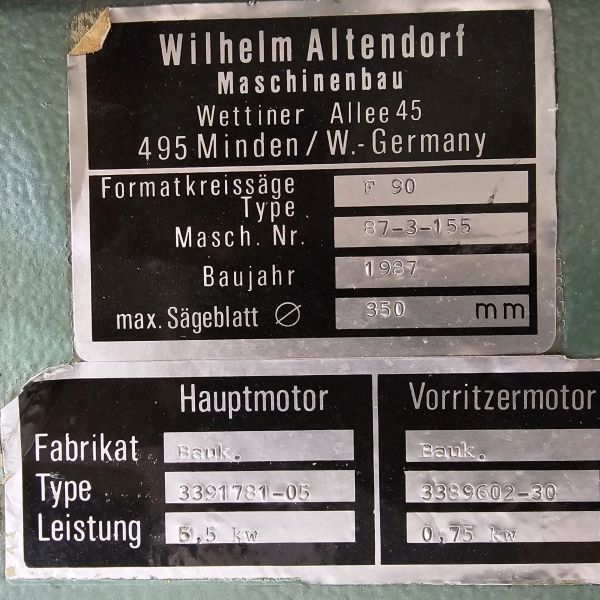 Wilhelm Altendorf
Maschinenbau
Wettiner Allee 45
495 Minden/W.-Germany
Formatkreissäge
Type F 90
Masch. Nr. 87-3-155
Baujahr 1987
max. Sägeblatt Ø 350 mm
Hauptmotor Vorritzermotor
Fabrikat Bauk. Bauk.
Type 3391781-05 3389602-30
Leistung 5,5 kw 0,75 kw